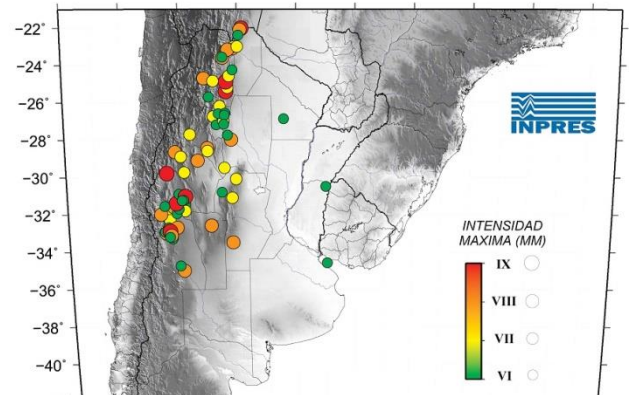 −22°
−24°
−26°
−28°
−30°
−32°
−34°
−36°
−38°
−40°
INPRES
INTENSIDAD
MAXIMA (MM)
IX
VIII
VII
VI